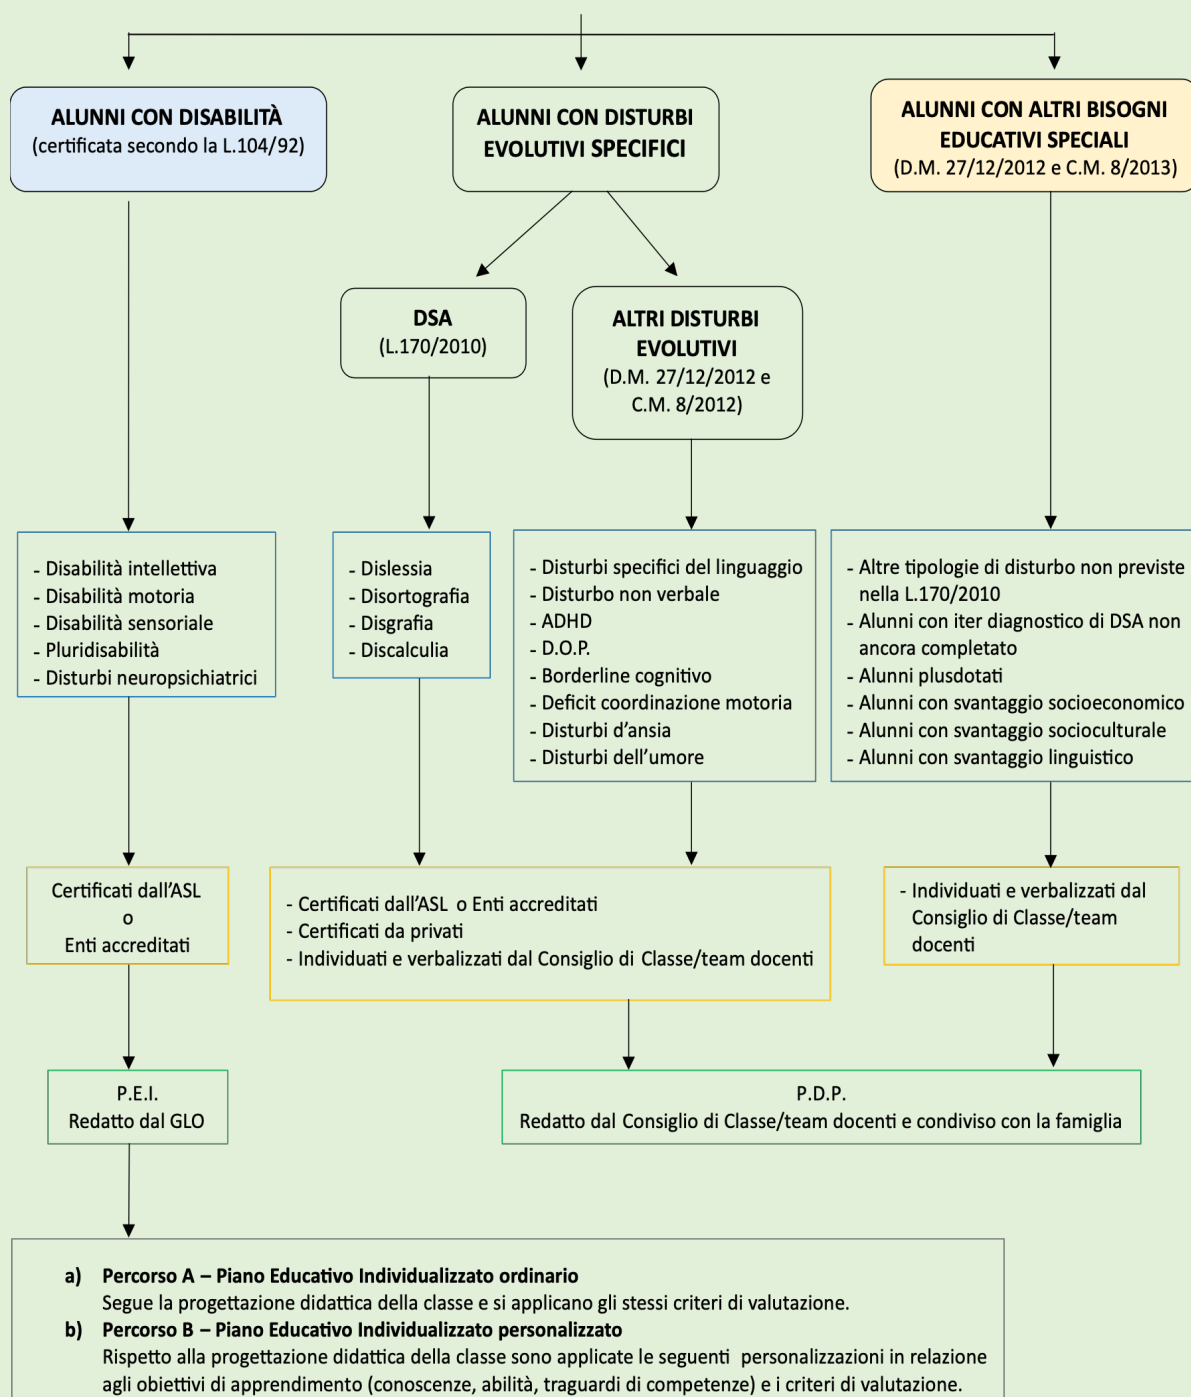 ALUNNI CON DISABILITÀ
(certificata secondo la L.104/92)
ALUNNI CON DISTURBI
EVOLUTIVI SPECIFICI
ALUNNI CON ALTRI BISOGNI
EDUCATIVI SPECIALI
(D.M. 27/12/2012 e C.M. 8/2013)
DSA
(L.170/2010)
ALTRI DISTURBI
EVOLUTIVI
(D.M. 27/12/2012 e
C.M. 8/2012)
- Disabilità intellettiva
- Disabilità motoria
- Disabilità sensoriale
- Pluridisabilità
- Disturbi neuropsichiatrici
- Dislessia
- Disortografia
- Disgrafia
- Discalculia
- Disturbi specifici del linguaggio
- Disturbo non verbale
- ADHD
- D.O.P.
- Borderline cognitivo
- Deficit coordinazione motoria
- Disturbi d'ansia
- Disturbi dell'umore
- Altre tipologie di disturbo non previste
nella L.170/2010
- Alunni con iter diagnostico di DSA non
ancora completato
- Alunni plusdotati
- Alunni con svantaggio socioeconomico
- Alunni con svantaggio socioculturale
- Alunni con svantaggio linguistico
Certificati dall'ASL
o
Enti accreditati
- Certificati dall'ASL o Enti accreditati
- Certificati da privati
- Individuati e verbalizzati dal Consiglio di Classe/team docenti
- Individuati e verbalizzati dal
Consiglio di Classe/team
docenti
P.E.I.
Redatto dal GLO
P.D.P.
Redatto dal Consiglio di Classe/team docenti e condiviso con la famiglia
a) Percorso A – Piano Educativo Individualizzato ordinario
Segue la progettazione didattica della classe e si applicano gli stessi criteri di valutazione.
b) Percorso B – Piano Educativo Individualizzato personalizzato
Rispetto alla progettazione didattica della classe sono applicate le seguenti personalizzazioni in relazione
agli obiettivi di apprendimento (conoscenze, abilità, traguardi di competenze) e i criteri di valutazione.